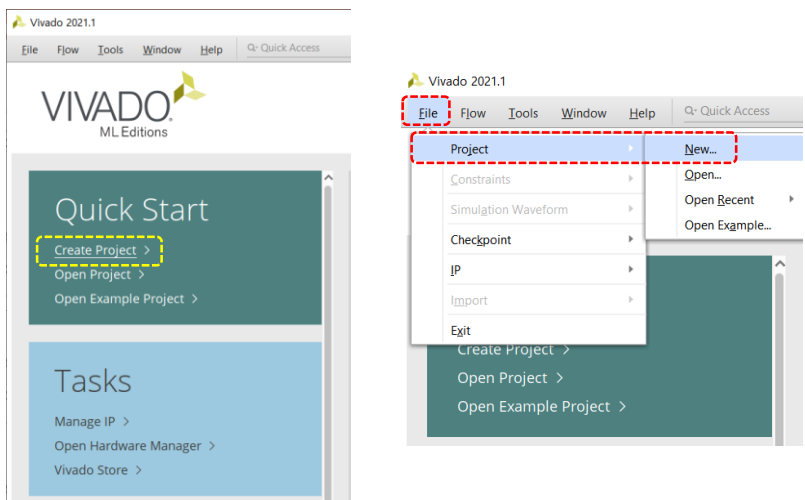 Vivado 2021.1
File Flow Tools Window Help Quick Access
VIVADO.
ML Editions
Quick Start
Create Project >
Open Project >
Open Example Project >
Tasks
Manage IP >
Open Hardware Manager >
Vivado Store >
Vivado 2021.1
File Flow Tools Window Help Quick Access
Project New...
Constraints Open...
Simulation Waveform Open Recent
Checkpoint Open Example...
IP
Import
Exit
Create Project >
Open Project >
Open Example Project >